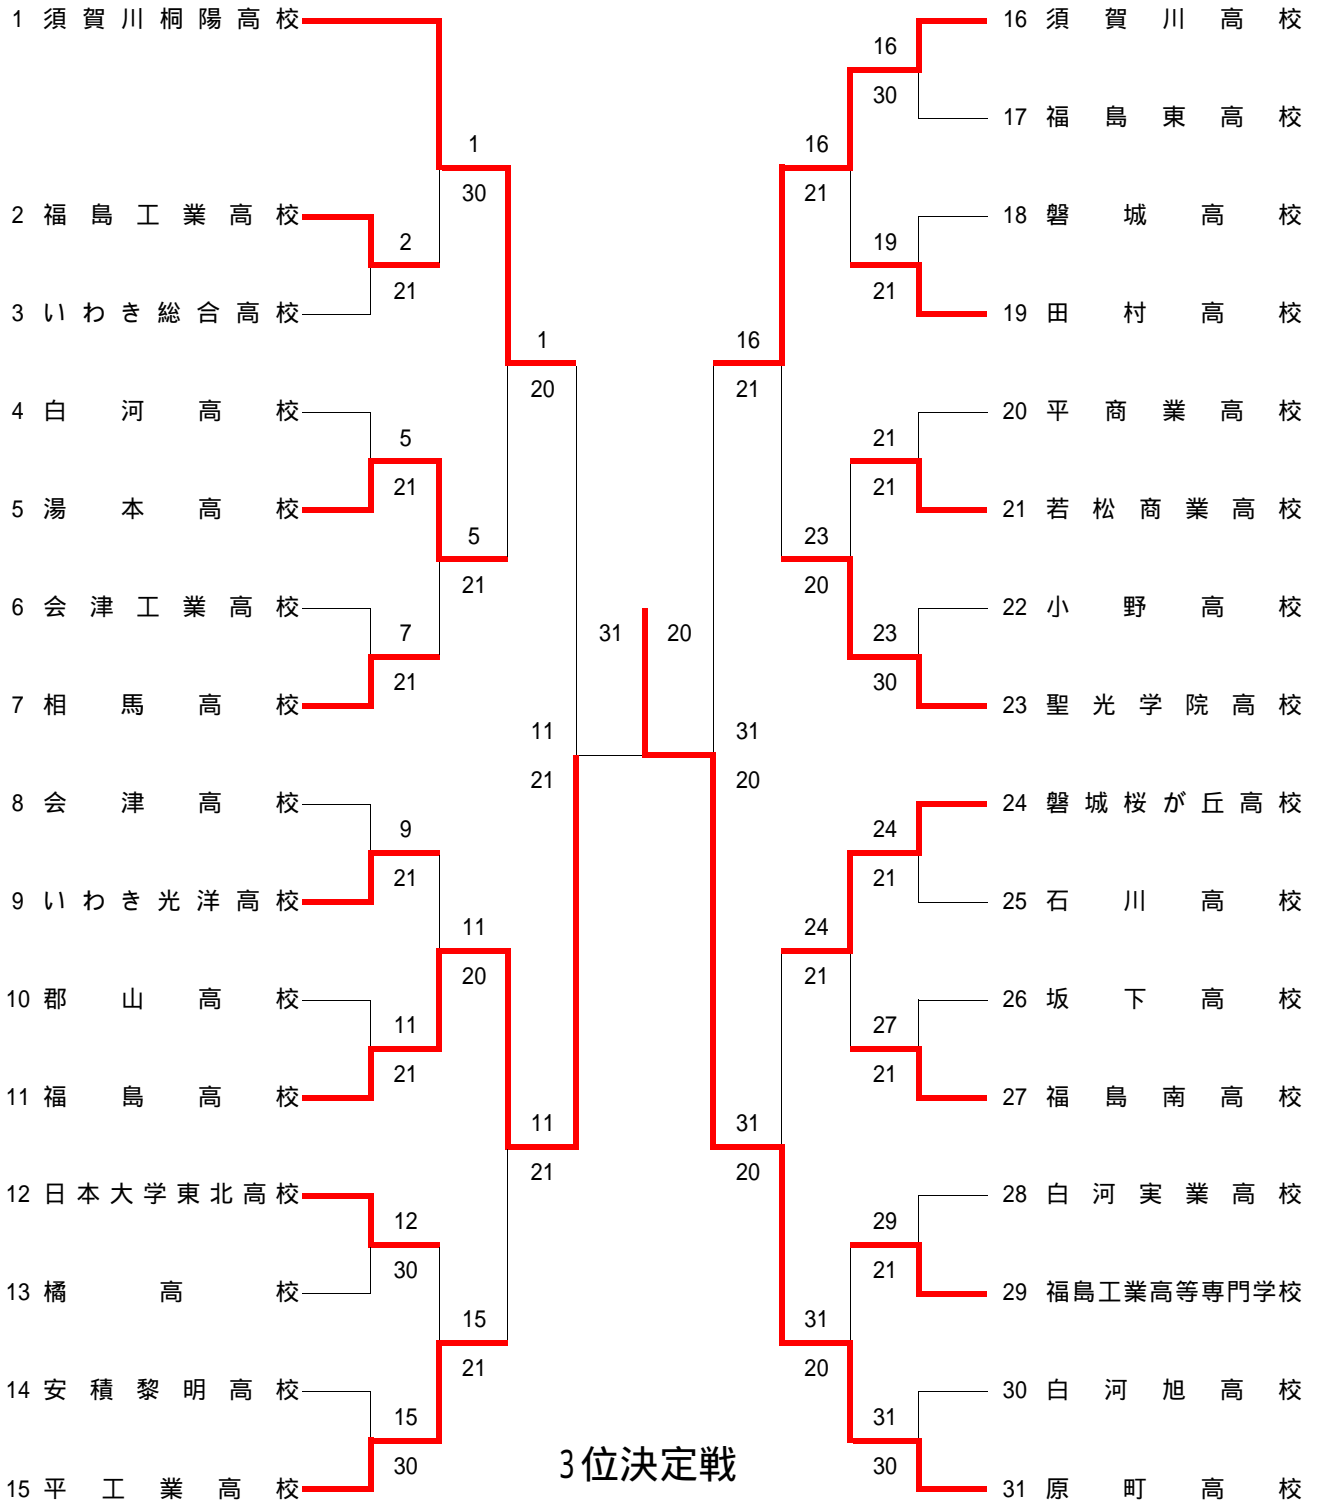 1 須賀川桐陽高校
16 須賀川高校
16
30
17 福島東高校
1
30
16
21
2 福島工業高校
18 磐城高校
2
21
19
21
3 いわき総合高校
19 田村高校
1
20
16
21
4 白河高校
20 平商業高校
5
21
21
21
5 湯本高校
21 若松商業高校
5
21
23
20
6 会津工業高校
22 小野高校
7
21
31
20
23
30
7 相馬高校
23 聖光学院高校
11
21
31
20
8 会津高校
24 磐城桜が丘高校
9
21
24
21
9 いわき光洋高校
25 石川高校
11
20
24
21
10 郡山高校
26 坂下高校
11
21
27
21
11 福島高校
27 福島南高校
11
21
31
20
12 日本大学東北高校
28 白河実業高校
12
30
29
21
13 橘高校
29 福島工業高等専門学校
15
21
31
20
14 安積黎明高校
30 白河旭高校
15
30
31
30
3位決定戦
15 平工業高校
31 原町高校